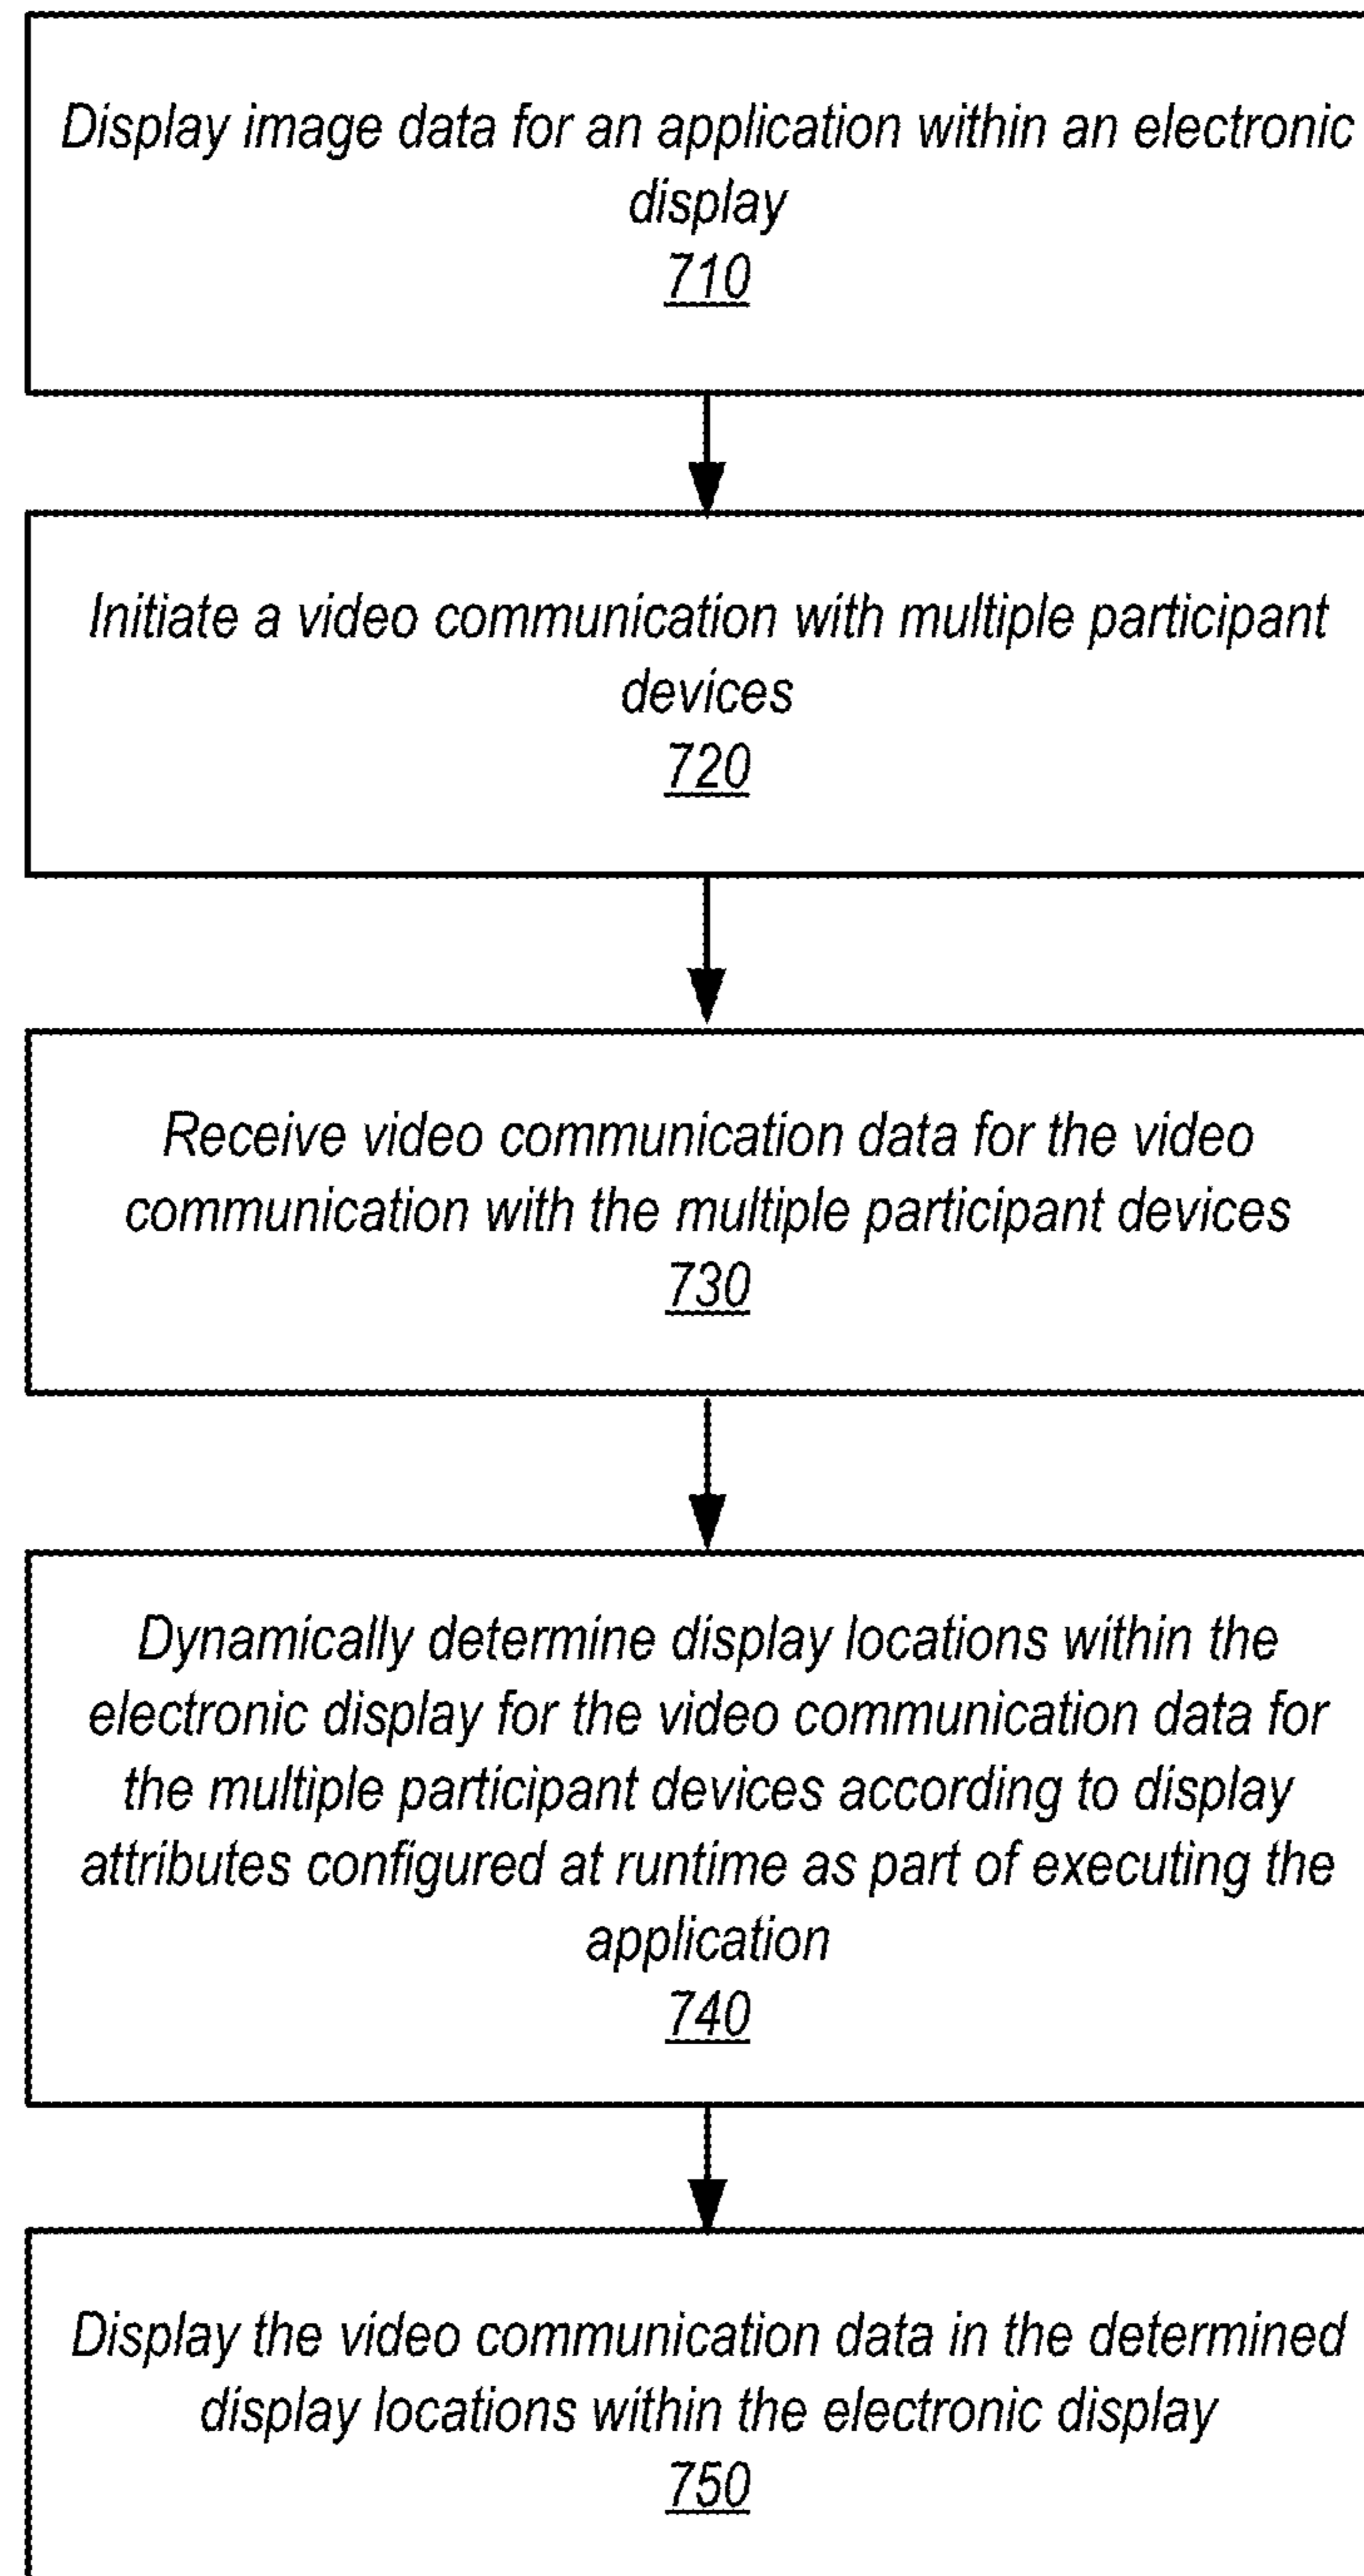 Display image data for an application within an electronic
display
710
Initiate a video communication with multiple participant
devices
720
Receive video communication data for the video
communication with the multiple participant devices
730
Dynamically determine display locations within the
electronic display for the video communication data for
the multiple participant devices according to display
attributes configured at runtime as part of executing the
application
740
Display the video communication data in the determined
display locations within the electronic display
750